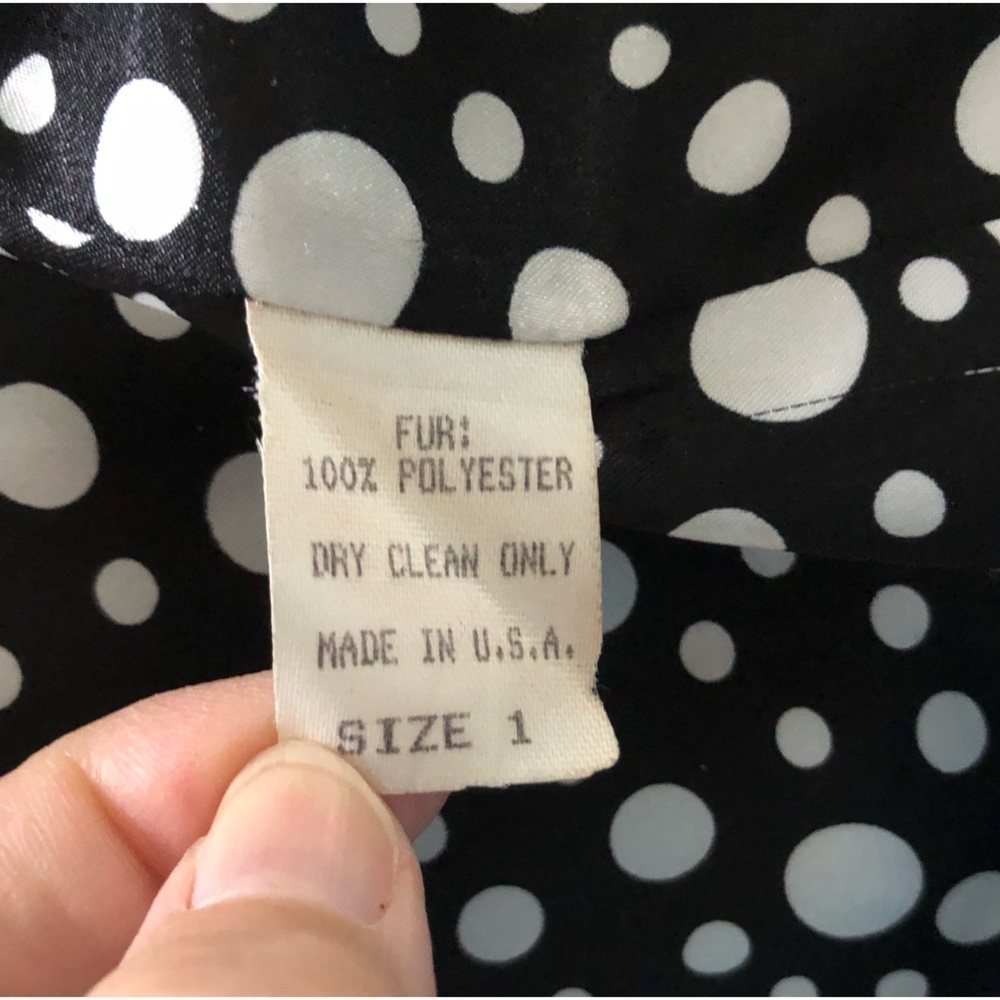 FUR:
100% POLYESTER
DRY CLEAN ONLY
MADE IN U.S.A.
SIZE 1